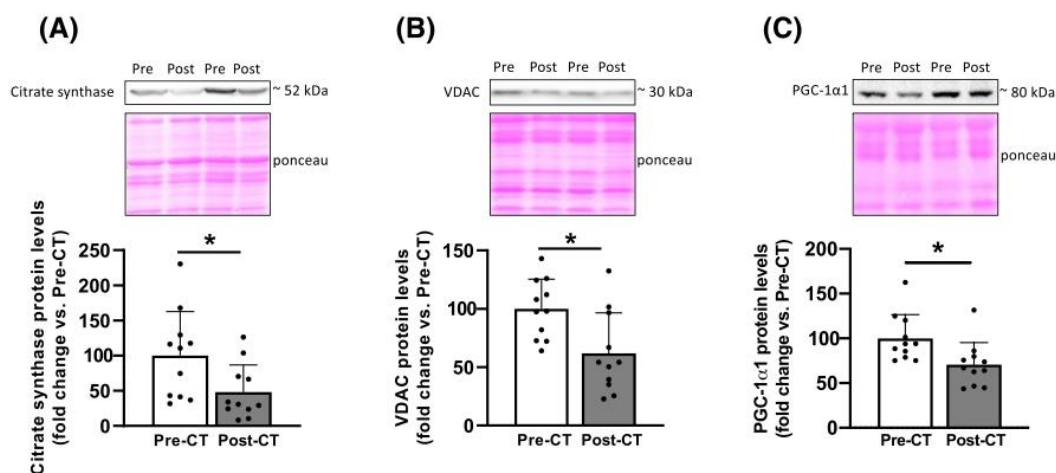 (A)
Pre Post Pre Post
Citrate synthase
~ 52 kDa
ponceau
Citrate synthase protein levels
(fold change vs. Pre-CT)
250
200
150
100
50
0
*
Pre-CT Post-CT
(B)
Pre Post Pre Post
VDAC
~ 30 kDa
ponceau
VDAC protein levels
(fold change vs. Pre-CT)
150
100
50
0
*
Pre-CT Post-CT
(C)
Pre Post Pre Post
PGC-1α1
~ 80 kDa
ponceau
PGC-1α1 protein levels
(fold change vs. Pre-CT)
200
150
100
50
0
*
Pre-CT Post-CT